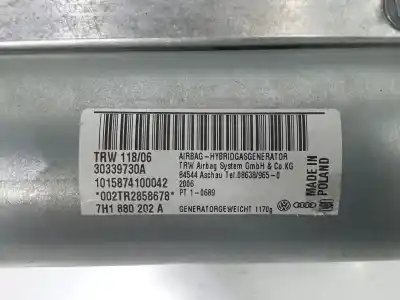 TRW 118/06
30339730A
1015874100042
*002TR2858678*
7H1 880 202 A
AIRBAG-HYBRIDGASGENERATOR
TRW Airbag System GmbH & Co.KG
84544 Aschau Tel.08638/965-0
2006
PT 1-0689
GENERATORGEWICHT 1170g
MADE IN
POLAND